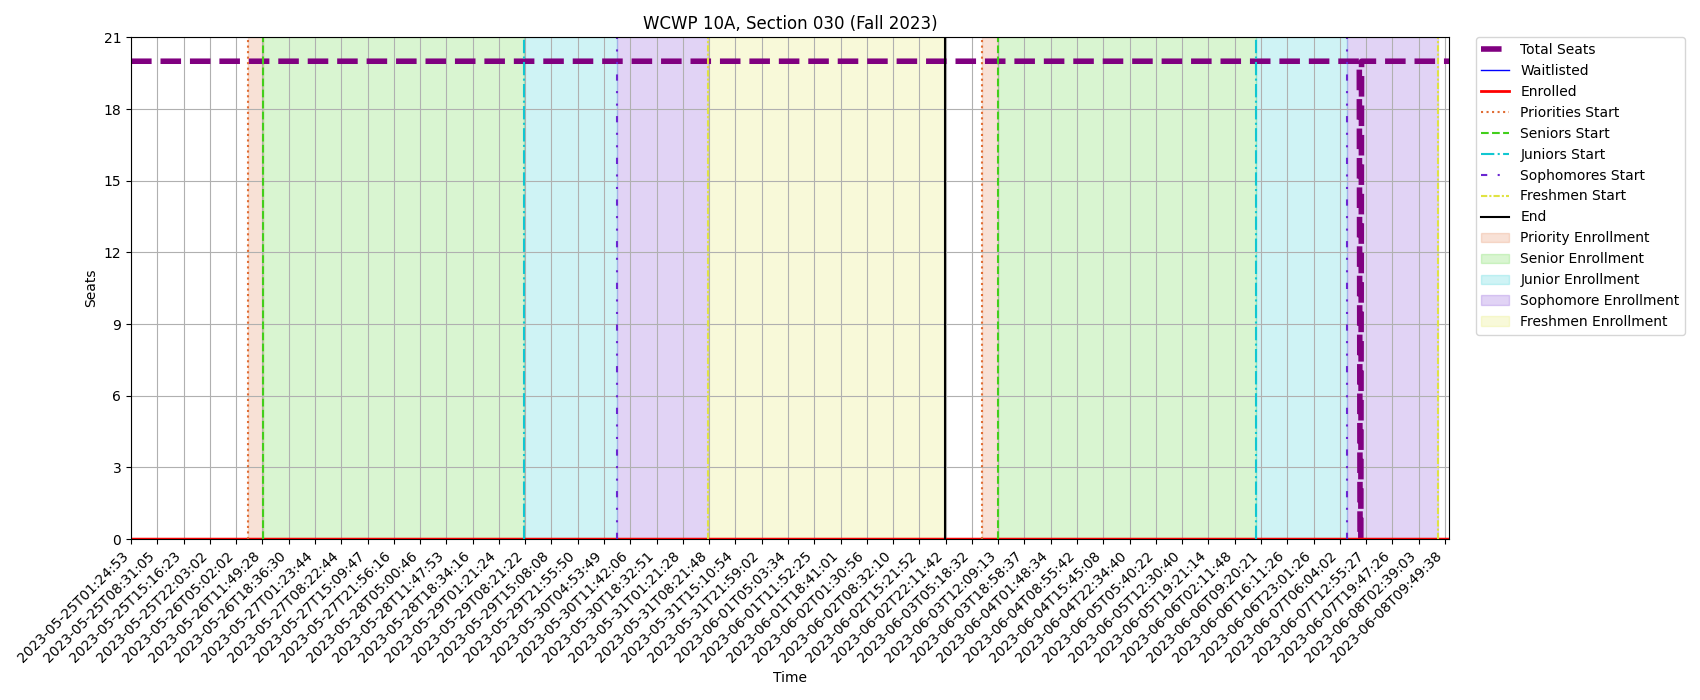 WCWP 10A, Section 030 (Fall 2023)
Seats
21
18
15
12
9
6
3
0
2023-05-25T01:24:53
2023-05-25T08:31:05
2023-05-25T15:16:23
2023-05-25T22:03:02
2023-05-26T05:02:02
2023-05-26T11:49:28
2023-05-26T18:36:30
2023-05-27T01:23:44
2023-05-27T08:22:44
2023-05-27T15:09:47
2023-05-27T21:56:16
2023-05-28T05:00:46
2023-05-28T11:47:53
2023-05-28T18:34:16
2023-05-29T01:21:24
2023-05-29T08:21:22
2023-05-29T15:08:08
2023-05-29T21:55:50
2023-05-30T04:53:49
2023-05-30T11:42:06
2023-05-30T18:32:51
2023-05-31T01:21:28
2023-05-31T08:21:48
2023-05-31T15:10:54
2023-05-31T21:59:02
2023-06-01T05:03:34
2023-06-01T11:52:25
2023-06-01T18:41:01
2023-06-02T01:30:56
2023-06-02T08:32:10
2023-06-02T15:21:52
2023-06-02T22:11:42
2023-06-03T05:18:32
2023-06-03T12:09:13
2023-06-03T18:58:37
2023-06-04T01:48:34
2023-06-04T08:55:42
2023-06-04T15:45:08
2023-06-04T22:34:40
2023-06-05T05:40:22
2023-06-05T12:30:40
2023-06-05T19:21:14
2023-06-06T02:11:48
2023-06-06T09:20:21
2023-06-06T16:11:26
2023-06-06T23:01:26
2023-06-07T06:04:02
2023-06-07T12:55:27
2023-06-07T19:47:26
2023-06-08T02:39:03
2023-06-08T09:49:38
Time
Total Seats
Waitlisted
Enrolled
Priorities Start
Seniors Start
Juniors Start
Sophomores Start
Freshmen Start
End
Priority Enrollment
Senior Enrollment
Junior Enrollment
Sophomore Enrollment
Freshmen Enrollment